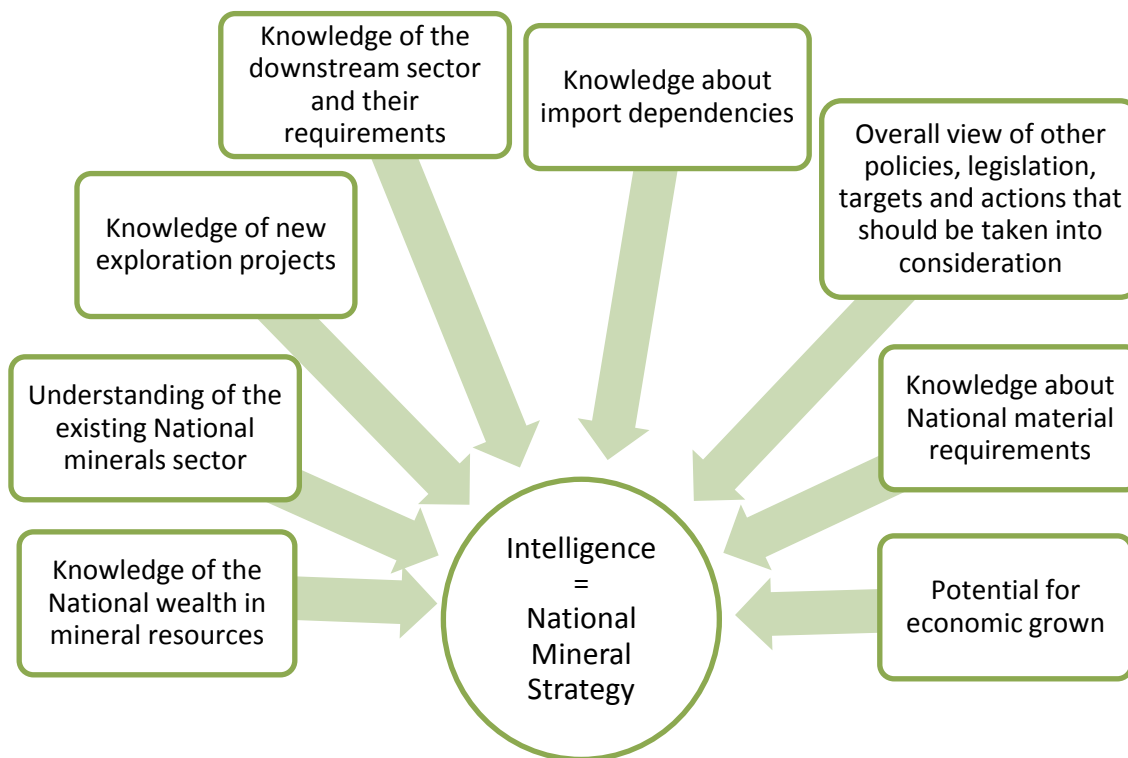 Knowledge of the
downstream sector
and their
requirements
Knowledge about
import dependencies
Overall view of other
policies, legislation,
targets and actions that
should be taken into
consideration
Knowledge of new
exploration projects
Understanding of the
existing National
minerals sector
Knowledge about
National material
requirements
Knowledge of the
National wealth in
mineral resources
Intelligence
=
National
Mineral
Strategy
Potential for
economic grown